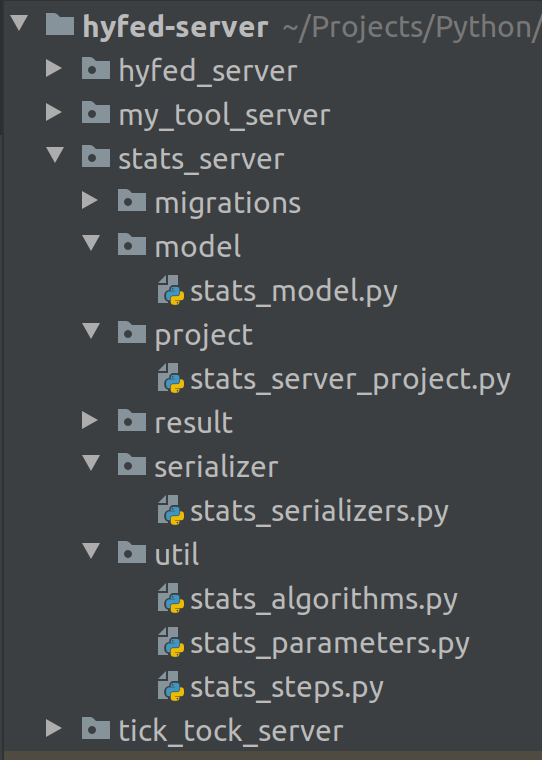 hyfed-server ~/Projects/Python/
hyfed_server
my_tool_server
stats_server
migrations
model
stats_model.py
project
stats_server_project.py
result
serializer
stats_serializers.py
util
stats_algorithms.py
stats_parameters.py
stats_steps.py
tick_tock_server